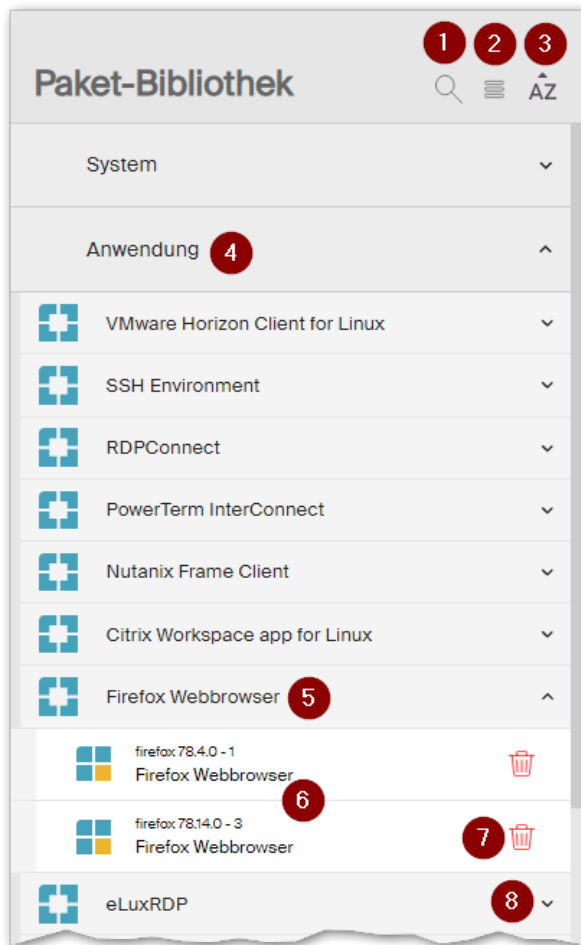 1 2 3
Paket-Bibliothek
AZ
System
Anwendung 4
VMware Horizon Client for Linux
SSH Environment
RDPConnect
PowerTerm InterConnect
Nutanix Frame Client
Citrix Workspace app for Linux
Firefox Webbrowser 5
firefox 78.4.0 - 1
Firefox Webbrowser
6
firefox 78.14.0 - 3
Firefox Webbrowser
7
eLuxRDP 8